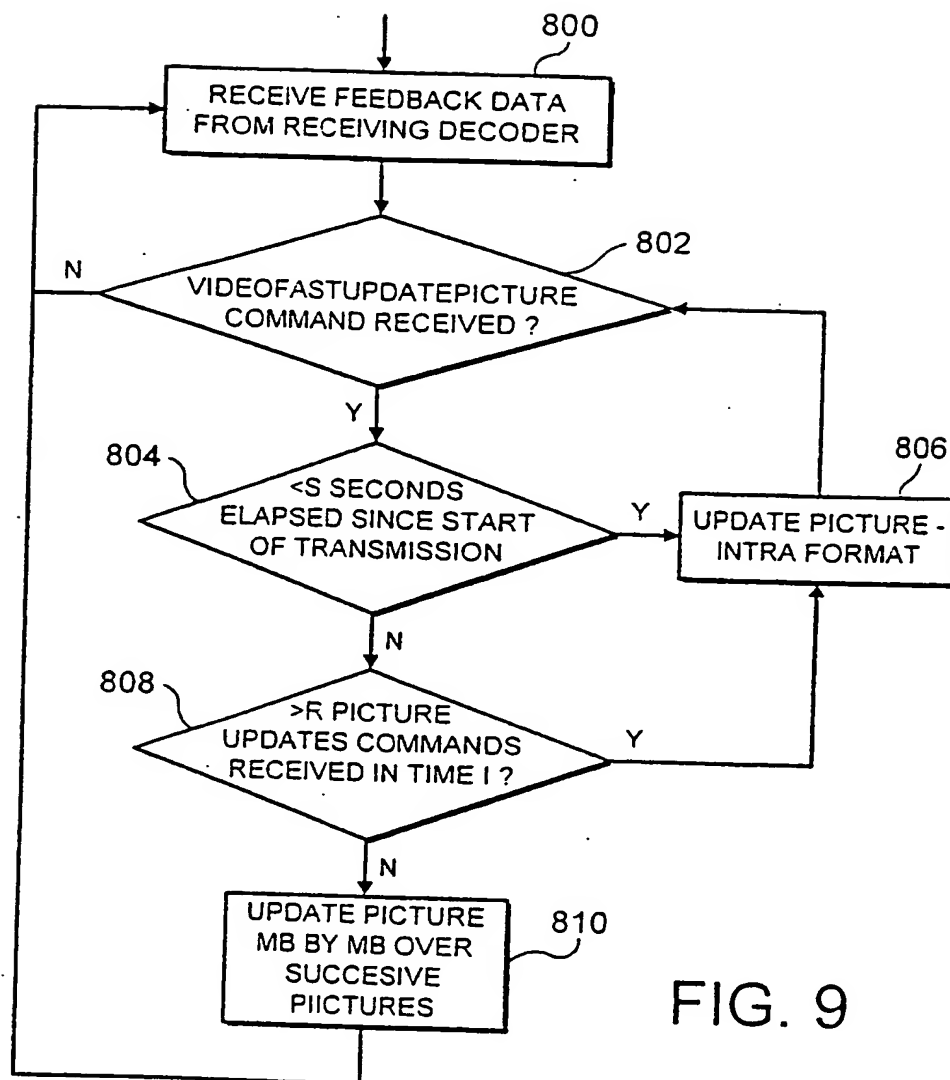 800
RECEIVE FEEDBACK DATA
FROM RECEIVING DECODER
802
N
VIDEOFASTUPDATEPICTURE
COMMAND RECEIVED ?
Y
804
<S SECONDS
ELAPSED SINCE START
OF TRANSMISSION
Y
806
UPDATE PICTURE -
INTRA FORMAT
N
808
>R PICTURE
UPDATES COMMANDS
RECEIVED IN TIME I ?
Y
N
UPDATE PICTURE
MB BY MB OVER
SUCCESIVE
PIICTURES
810
FIG. 9